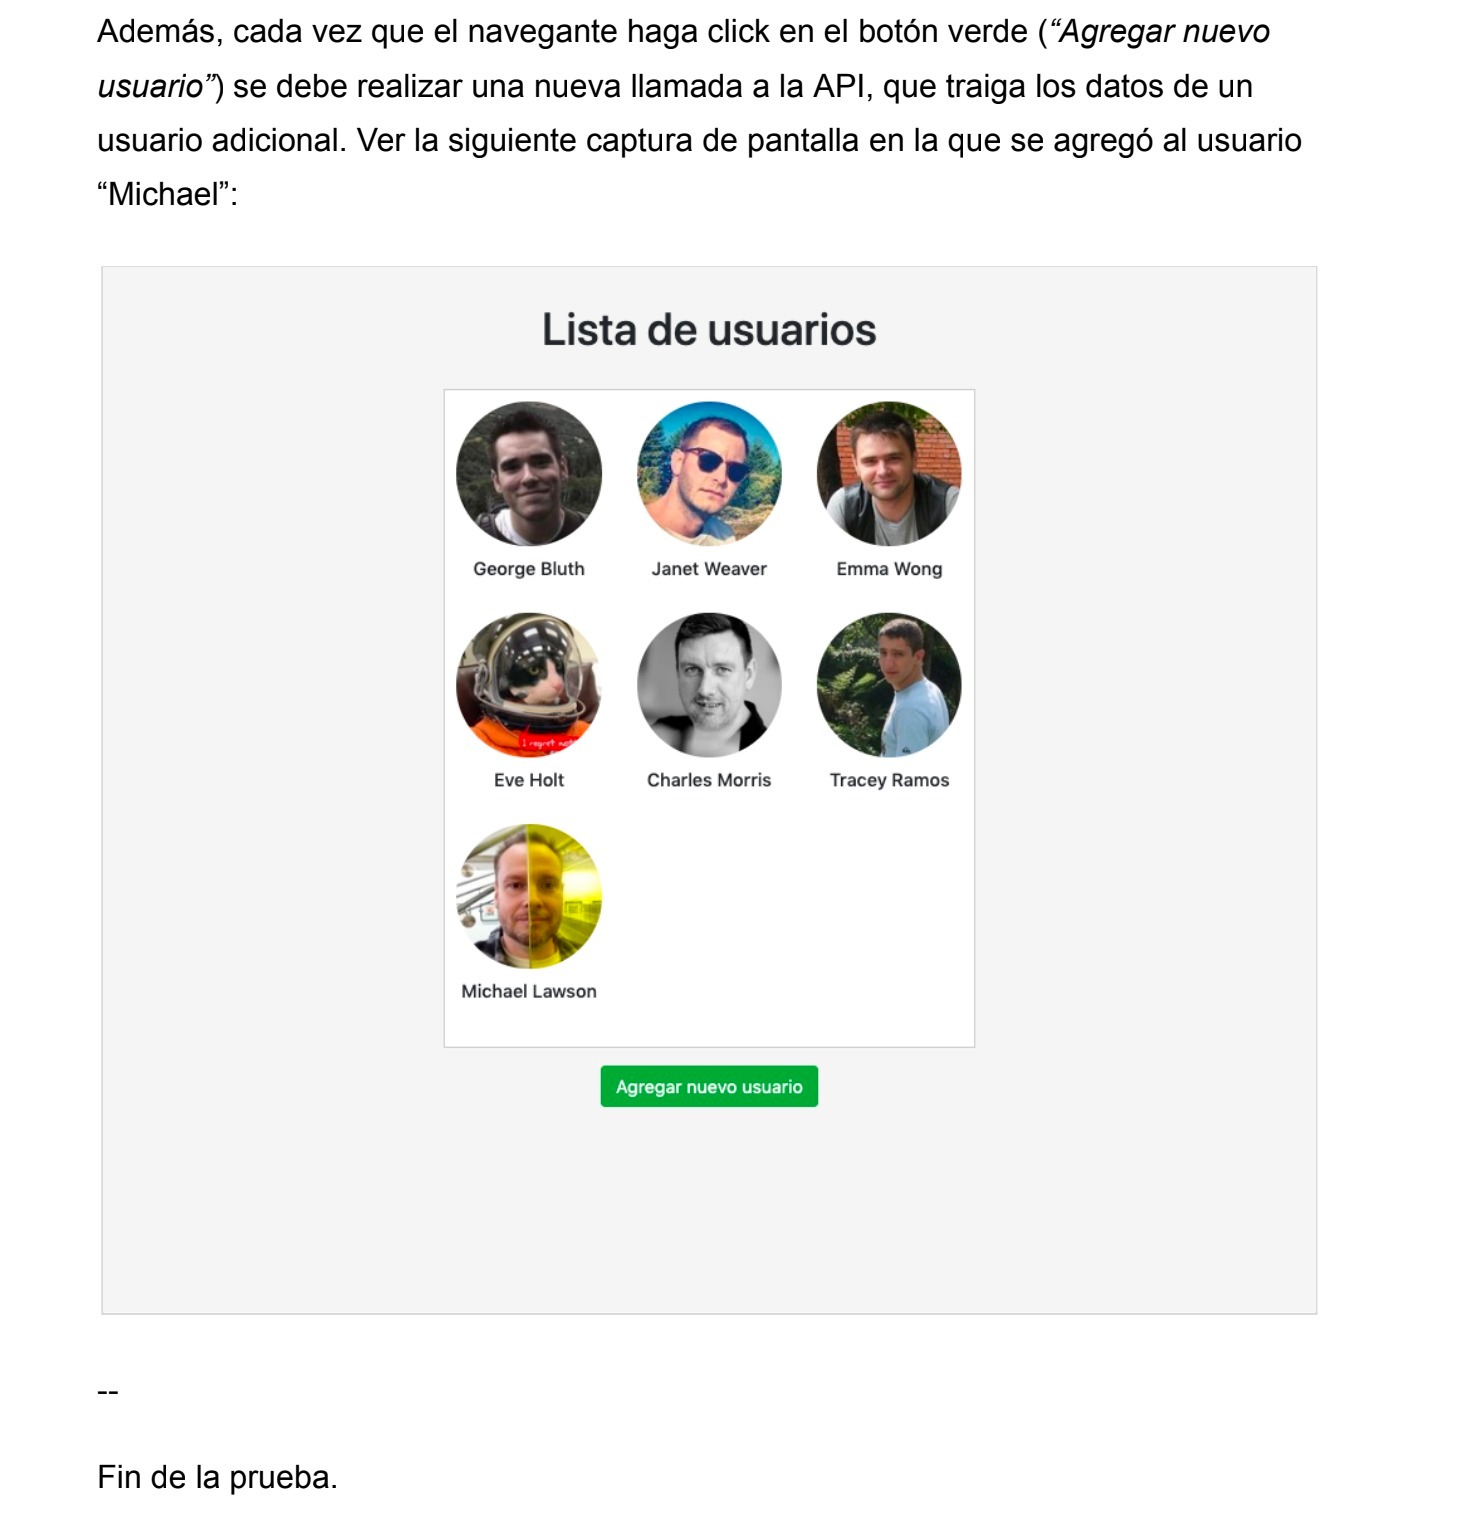 Además, cada vez que el navegante haga click en el botón verde (“Agregar nuevo
usuario”) se debe realizar una nueva llamada a la API, que traiga los datos de un
usuario adicional. Ver la siguiente captura de pantalla en la que se agregó al usuario
“Michael”:
Lista de usuarios
George Bluth
Janet Weaver
Emma Wong
I regret
Eve Holt
Charles Morris
Tracey Ramos
Michael Lawson
Agregar nuevo usuario
--
Fin de la prueba.